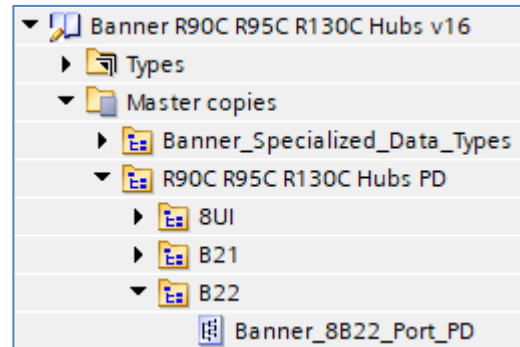 Banner R90C R95C R130C Hubs v16
Types
Master copies
Banner_Specialized_Data_Types
R90C R95C R130C Hubs PD
8UI
B21
B22
Banner_8B22_Port_PD